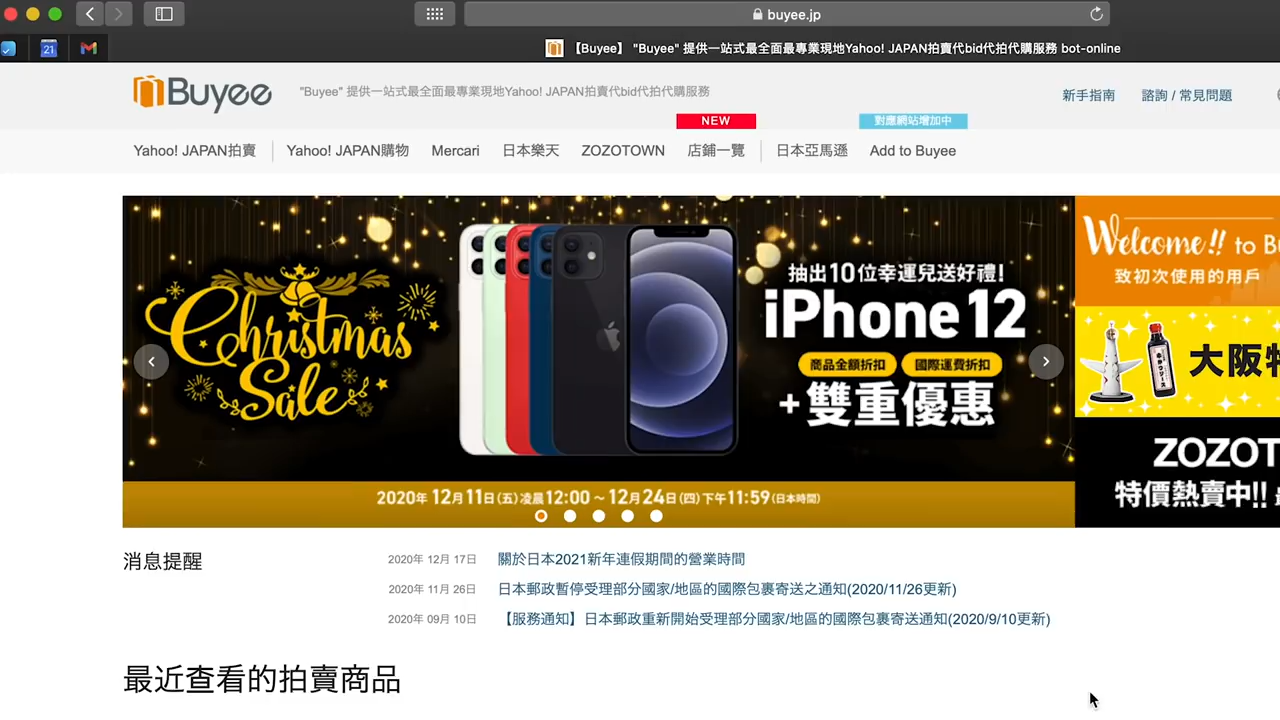 buyee.jp
21
【Buyee】 "Buyee" 提供一站式最全面最專業現地Yahoo! JAPAN拍賣代bid代拍代購服務 bot-online
Buyee
"Buyee" 提供一站式最全面最專業現地Yahoo! JAPAN拍賣代bid代拍代購服務
新手指南
諮詢 / 常見問題
NEW
對應網站增加中
Yahoo! JAPAN拍賣
Yahoo! JAPAN購物
Mercari
日本樂天
ZOZOTOWN
店鋪一覽
日本亞馬遜
Add to Buyee
Christmas
Sale
抽出10位幸運兒送好禮!
iPhone 12
商品金額折扣
國際運費折扣
+雙重優惠
2020年 12月11日(五)凌晨12:00 ~ 12月24日(四)下午11:59(日本時間)
Welcome!! to Bu
致初次使用的用戶
大阪特
ZOZOT
特價熱賣中!!
消息提醒
2020年 12月 17日
關於日本2021新年連假期間的營業時間
2020年 11月 26日
日本郵政暫停受理部分國家/地區的國際包裹寄送之通知(2020/11/26更新)
2020年 09月 10日
【服務通知】日本郵政重新開始受理部分國家/地區的國際包裹寄送通知(2020/9/10更新)
最近查看的拍賣商品